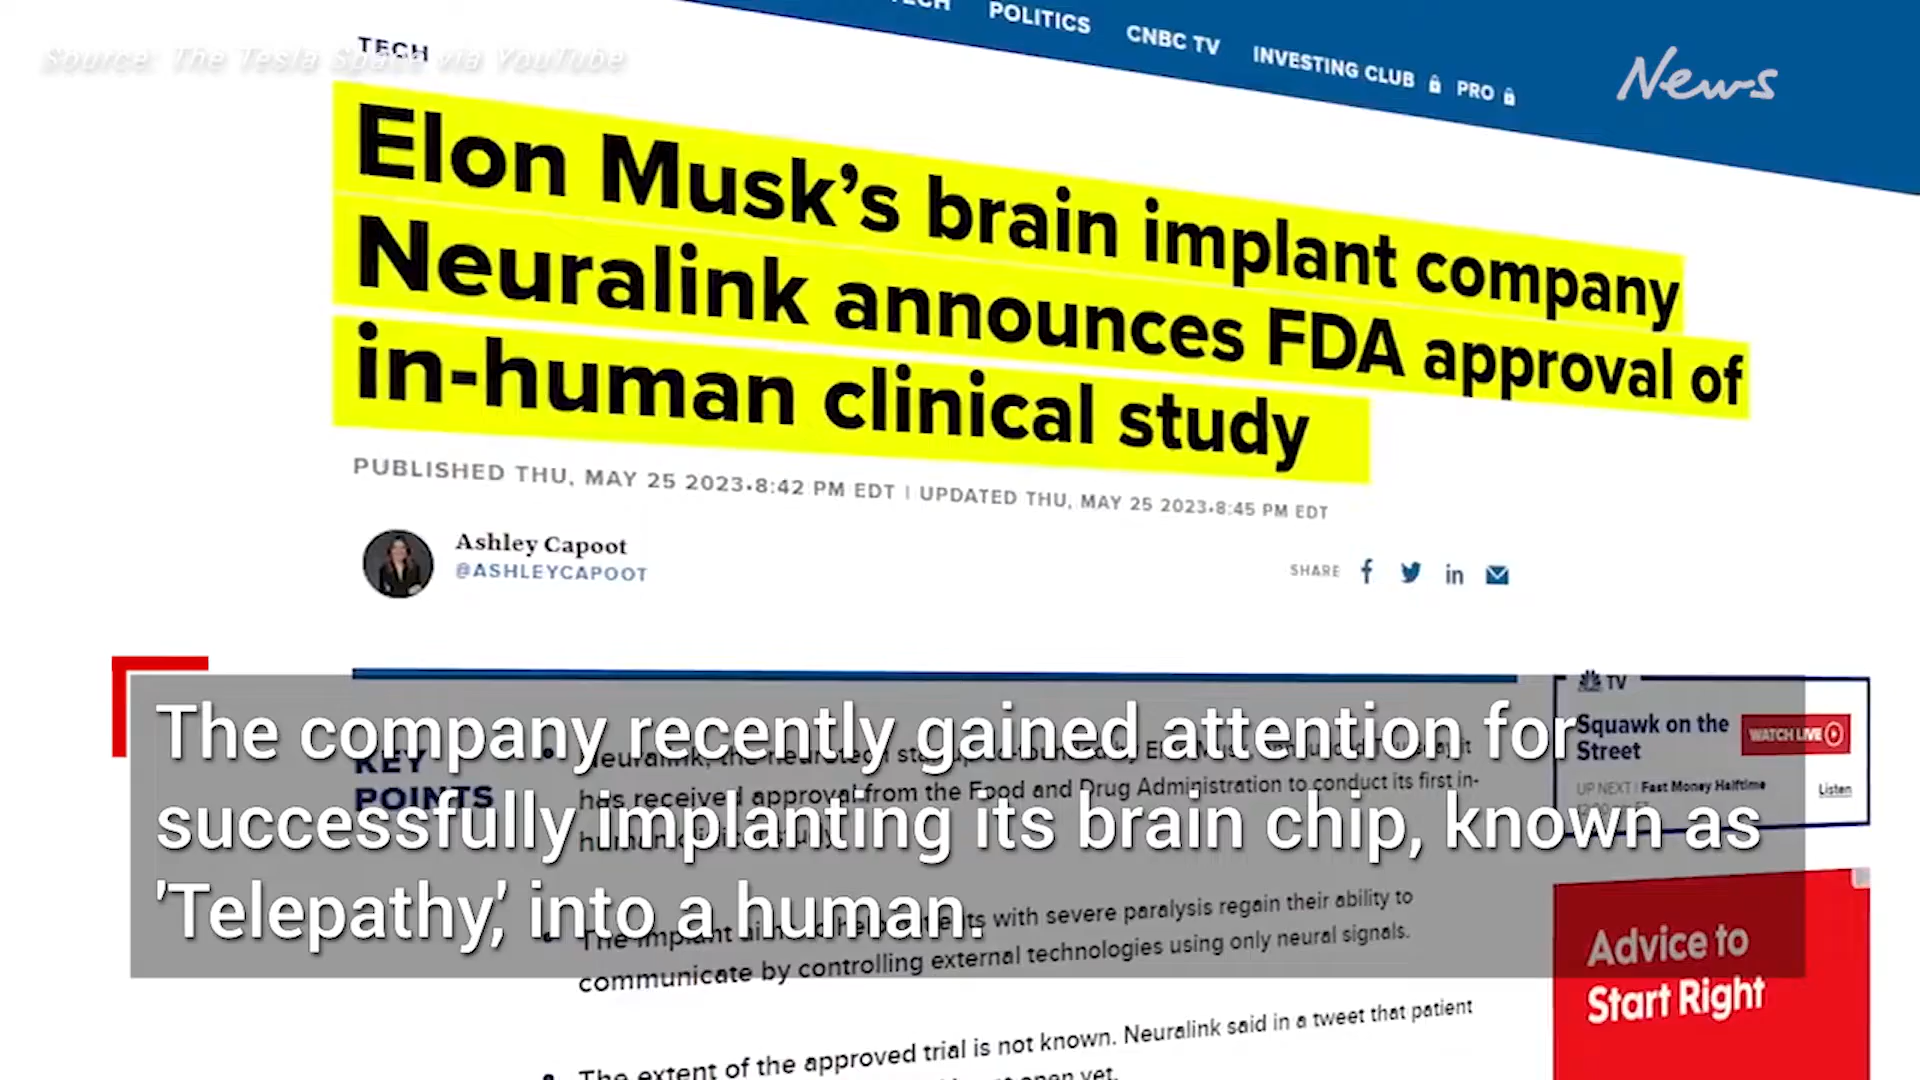 POLITICS
CNBC TV
INVESTING CLUB
PRO
News
Source: The Tesla Space via YouTube
TECH
Elon Musk’s brain implant company
Neuralink announces FDA approval of
in-human clinical study
PUBLISHED THU, MAY 25 2023•8:42 PM EDT | UPDATED THU, MAY 25 2023•8:45 PM EDT
Ashley Capoot
@ASHLEYCAPOOT
SHARE
The company recently gained attention for
successfully implanting its brain chip, known as
'Telepathy,' into a human.
KEY
POINTS
has received approval from the Food and Drug Administration to conduct its first in-
with severe paralysis regain their ability to
communicate by controlling external technologies using only neural signals.
The extent of the approved trial is not known. Neuralink said in a tweet that patient
open yet.
TV
Squawk on the
Street
WATCH LIVE
UP NEXT | Fast Money Halftime
Listen
Advice to
Start Right